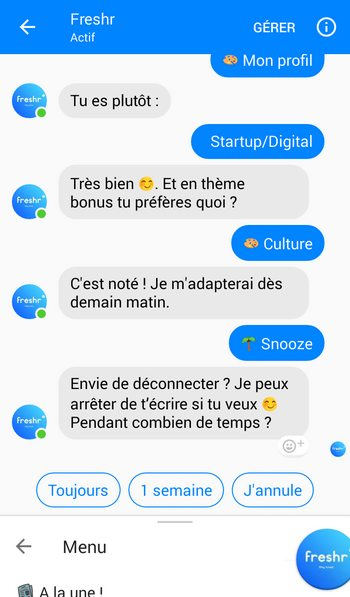 Freshr
Actif
GÉRER
Mon profil
freshr
Tu es plutôt :
Startup/Digital
freshr
Très bien 😊. Et en thème
bonus tu préfères quoi ?
Culture
freshr
C'est noté ! Je m'adapterai dès
demain matin.
Snooze
freshr
Envie de déconnecter ? Je peux
arrêter de t'écrire si tu veux 😊
Pendant combien de temps ?
Toujours
1 semaine
J'annule
Menu
freshr
A la une !